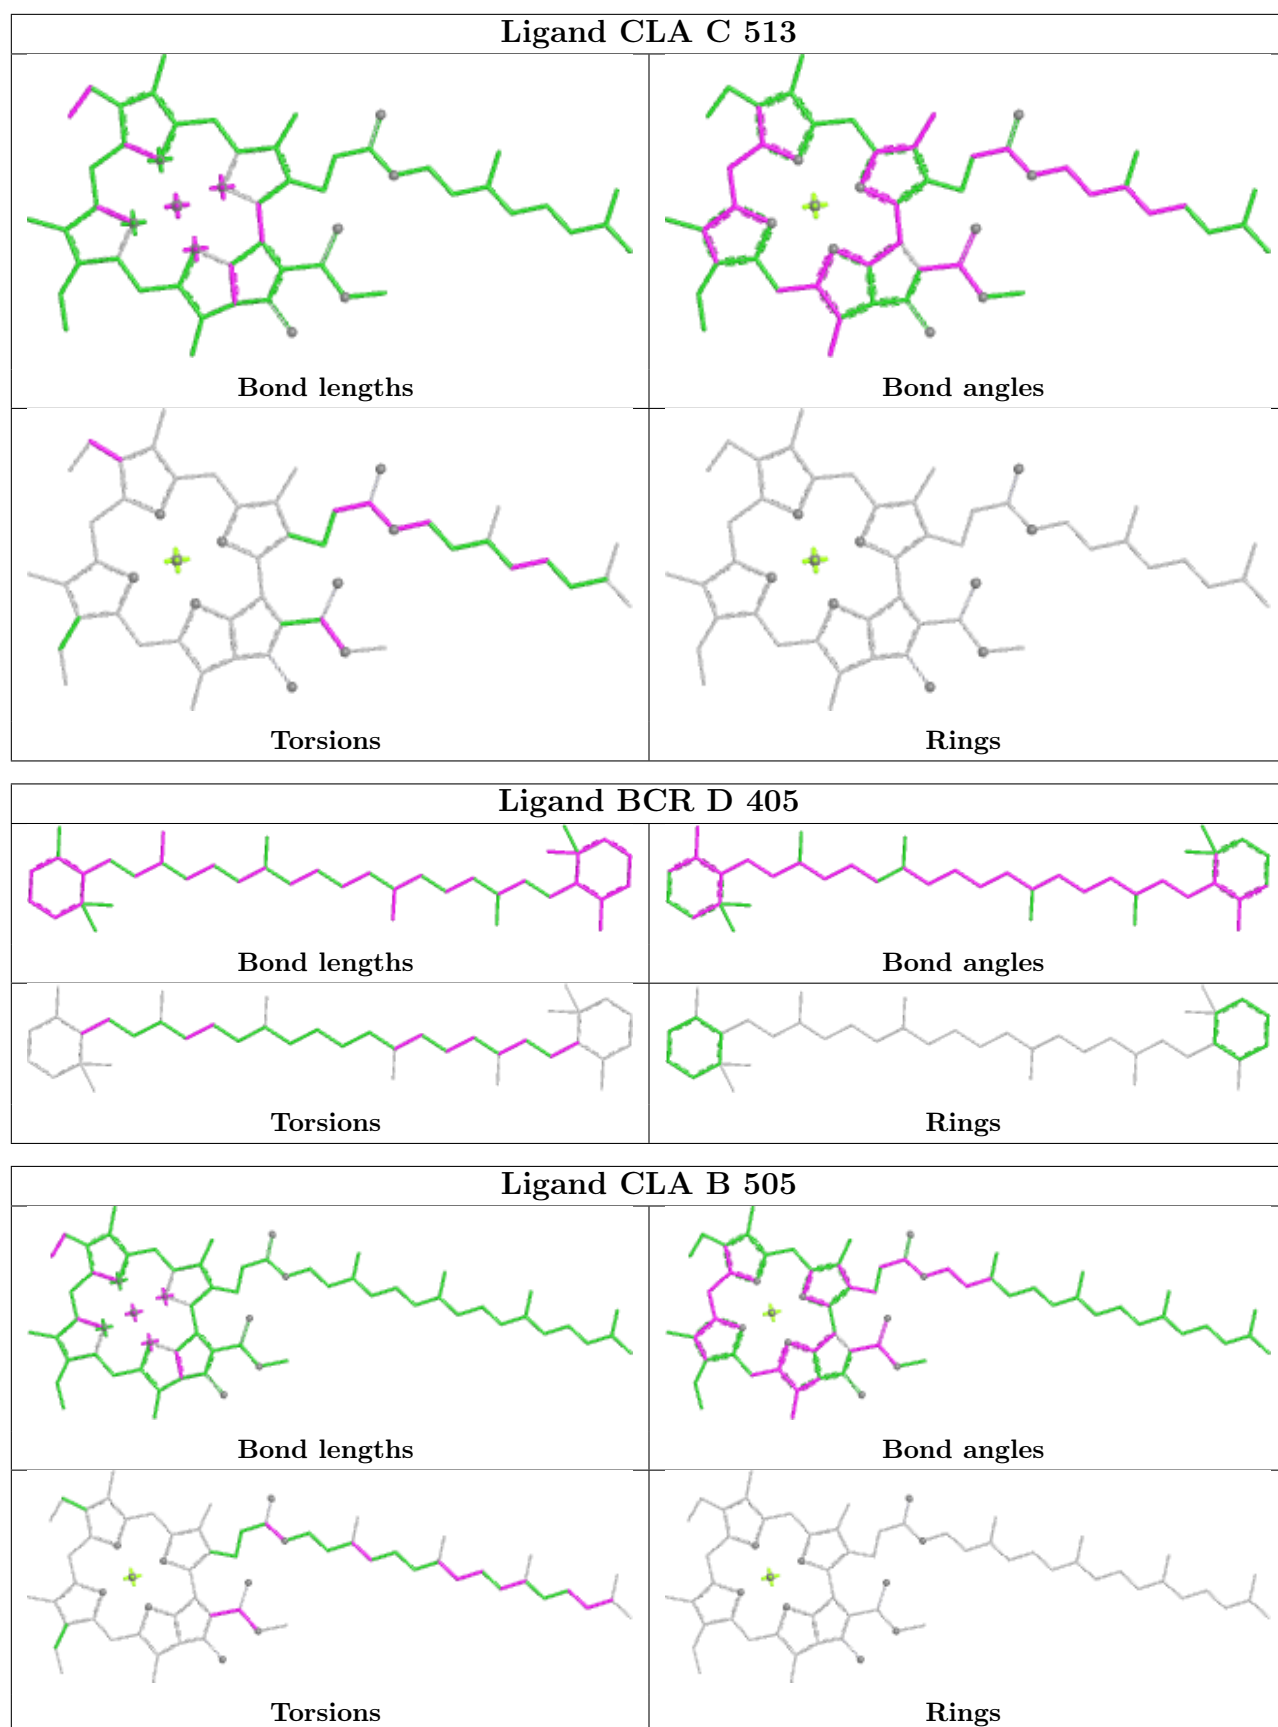 Ligand CLA C 513
Bond lengths
Bond angles
Torsions
Rings
Ligand BCR D 405
Bond lengths
Bond angles
Torsions
Rings
Ligand CLA B 505
Bond lengths
Bond angles
Torsions
Rings